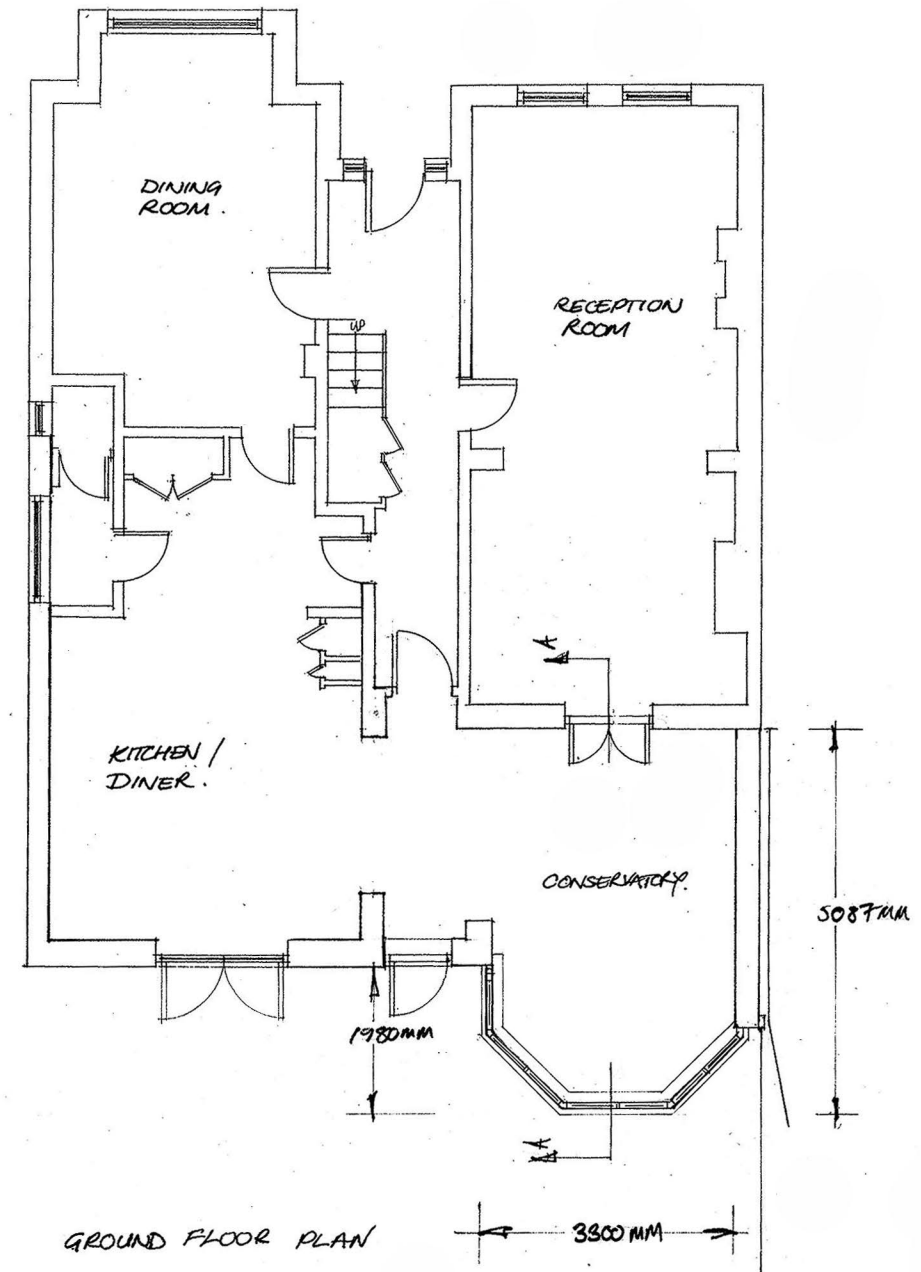 DINING
ROOM.
RECEPTION
ROOM
UP
A
KITCHEN /
DINER.
CONSERVATORY.
5087MM
1980MM
A
GROUND FLOOR PLAN
3300MM